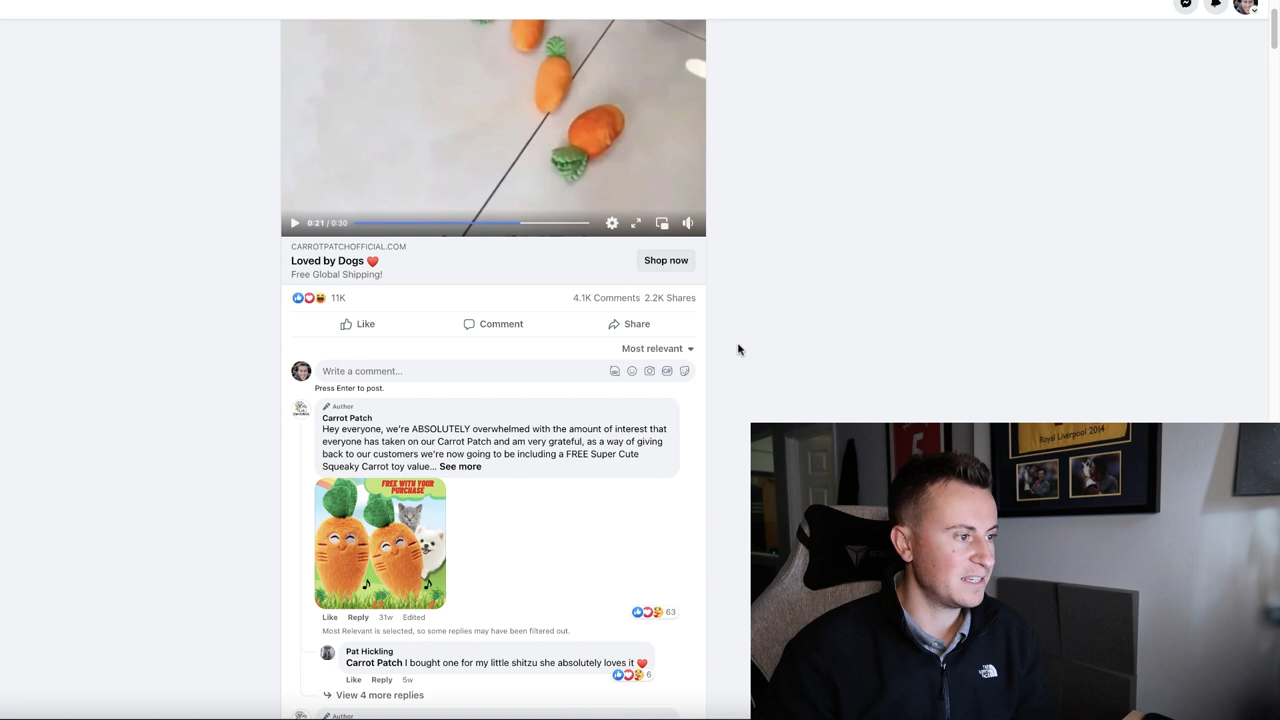 0:21 / 0:30
CARROTPATCHOFFICIAL.COM
Loved by Dogs ❤️
Free Global Shipping!
Shop now
11K
4.1K Comments 2.2K Shares
Like
Comment
Share
Most relevant
Write a comment...
GIF
Press Enter to post.
Author
Carrot Patch
Hey everyone, we're ABSOLUTELY overwhelmed with the amount of interest that
everyone has taken on our Carrot Patch and am very grateful, as a way of giving
back to our customers we're now going to be including a FREE Super Cute
Squeaky Carrot toy value... See more
FREE WITH YOUR
PURCHASE
63
Like Reply 31w Edited
Most Relevant is selected, so some replies may have been filtered out.
Pat Hickling
Carrot Patch I bought one for my little shitzu she absolutely loves it ❤️
6
Like Reply 5w
View 4 more replies
Author
Royal Liverpool 2014
THE
NORTH
FACE